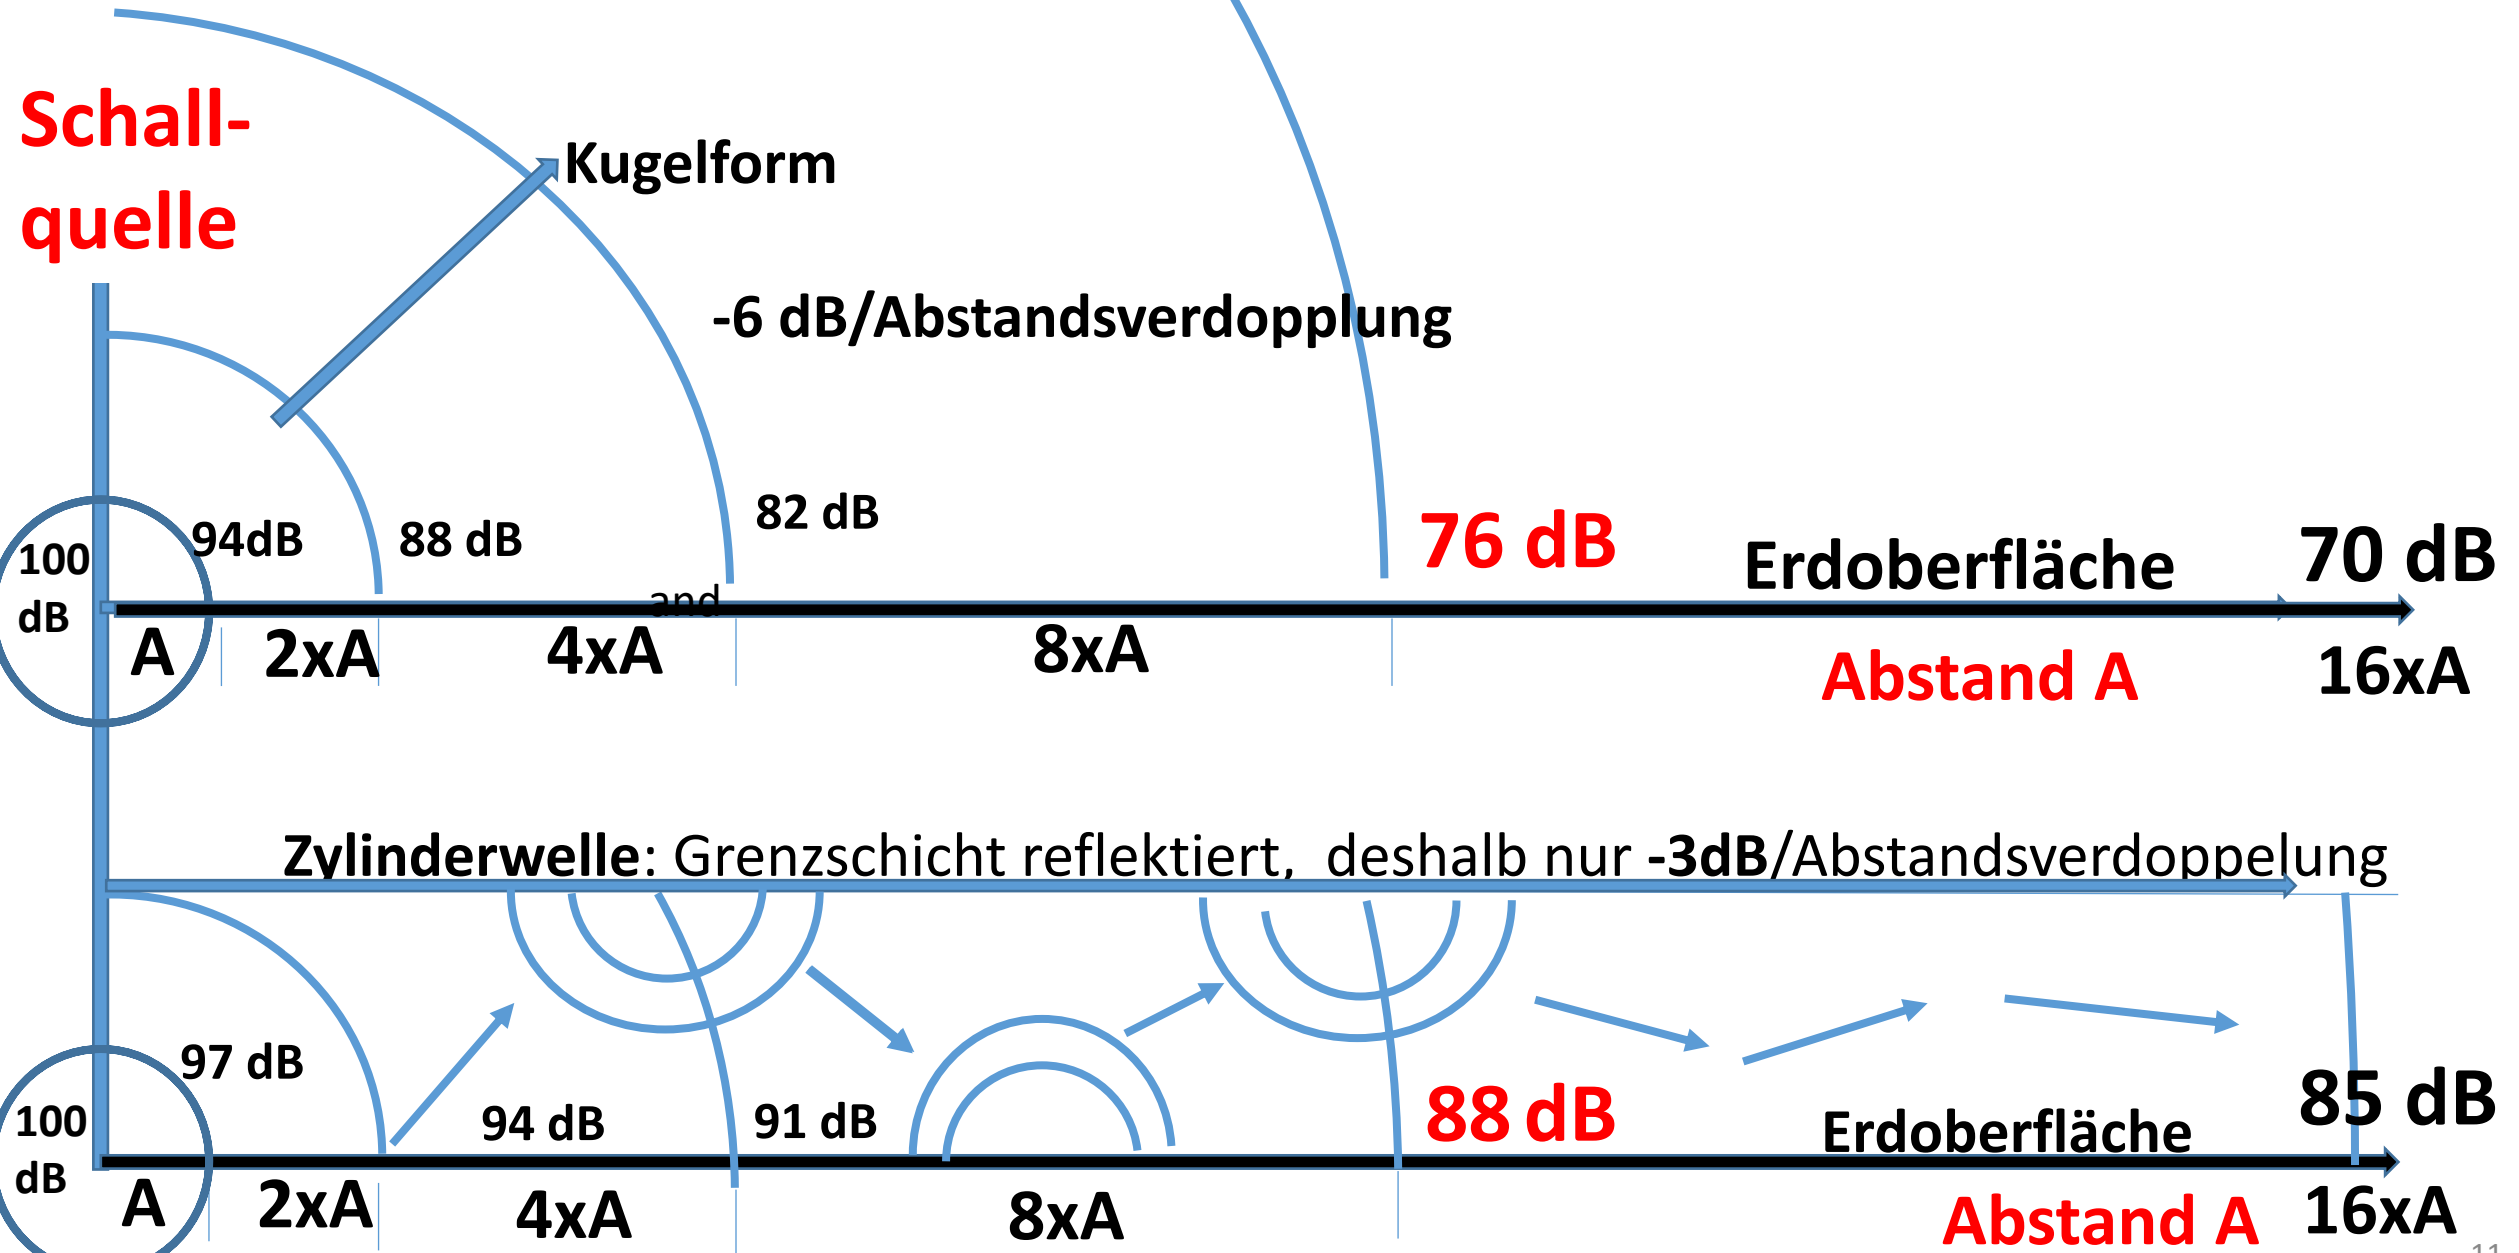 Schall-
quelle
Kugelform
-6 dB/Abstandsverdopplung
94dB
88 dB
82 dB
76 dB
Erdoberfläche
70 dB
100
dB
and
A
2xA
4xA
8xA
Abstand A
16xA
Zylinderwelle: Grenzschicht reflektiert, deshalb nur -3dB/Abstandsverdoppelung
97 dB
94 dB
91 dB
88 dB
Erdoberfläche
85 dB
100
dB
A
2xA
4xA
8xA
Abstand A
16xA